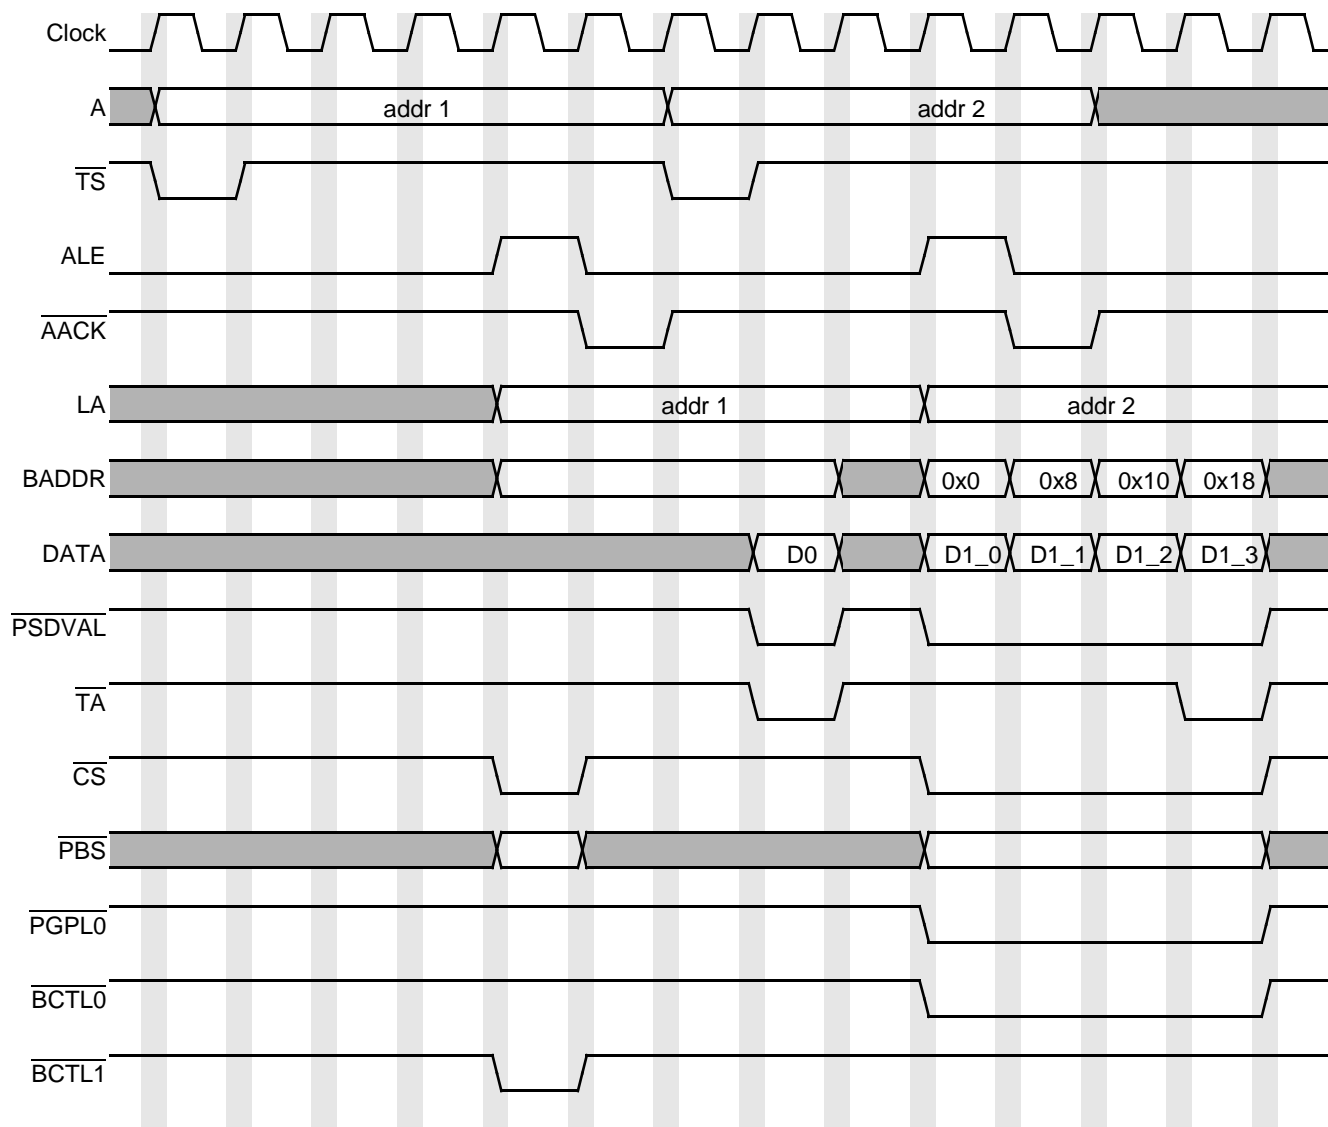 Clock
A addr 1 addr 2
TS
ALE
AACK
LA addr 1 addr 2
BADDR 0x0 0x8 0x10 0x18
DATA D0 D1_0 D1_1 D1_2 D1_3
PSDVAL
TA
CS
PBS
PGPL0
BCTL0
BCTL1